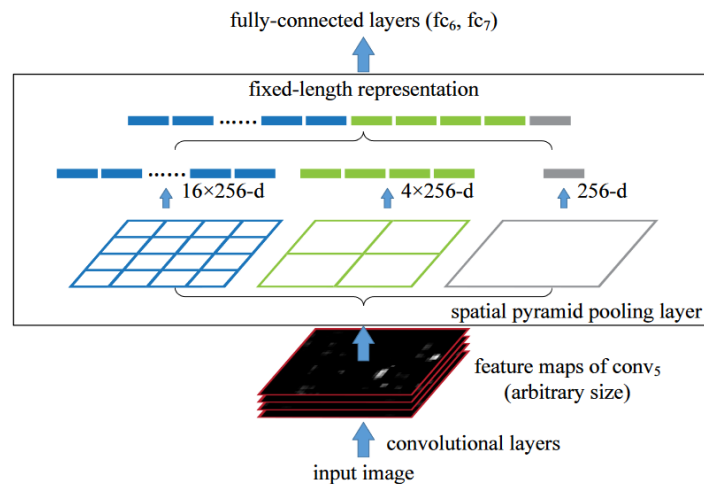 fully-connected layers (fc₆, fc₇)
fixed-length representation
......
......
16×256-d
4×256-d
256-d
spatial pyramid pooling layer
feature maps of conv₅
(arbitrary size)
convolutional layers
input image